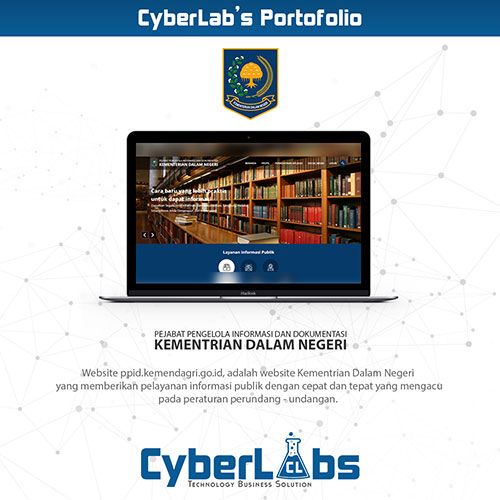 CyberLab's Portofolio
KEMENTERIAN DALAM NEGERI
KEMENTRIAN DALAM NEGERI
Cara baru yang lebih praktis
untuk dapat informasi
Layanan Informasi Publik
MacBook
PEJABAT PENGELOLA INFORMASI DAN DOKUMENTASI
KEMENTRIAN DALAM NEGERI
Website ppid.kemendagri.go.id, adalah website Kementrian Dalam Negeri
yang memberikan pelayanan informasi publik dengan cepat dan tepat yang mengacu
pada peraturan perundang - undangan.
CyberLabs
CL
Technology Business Solution